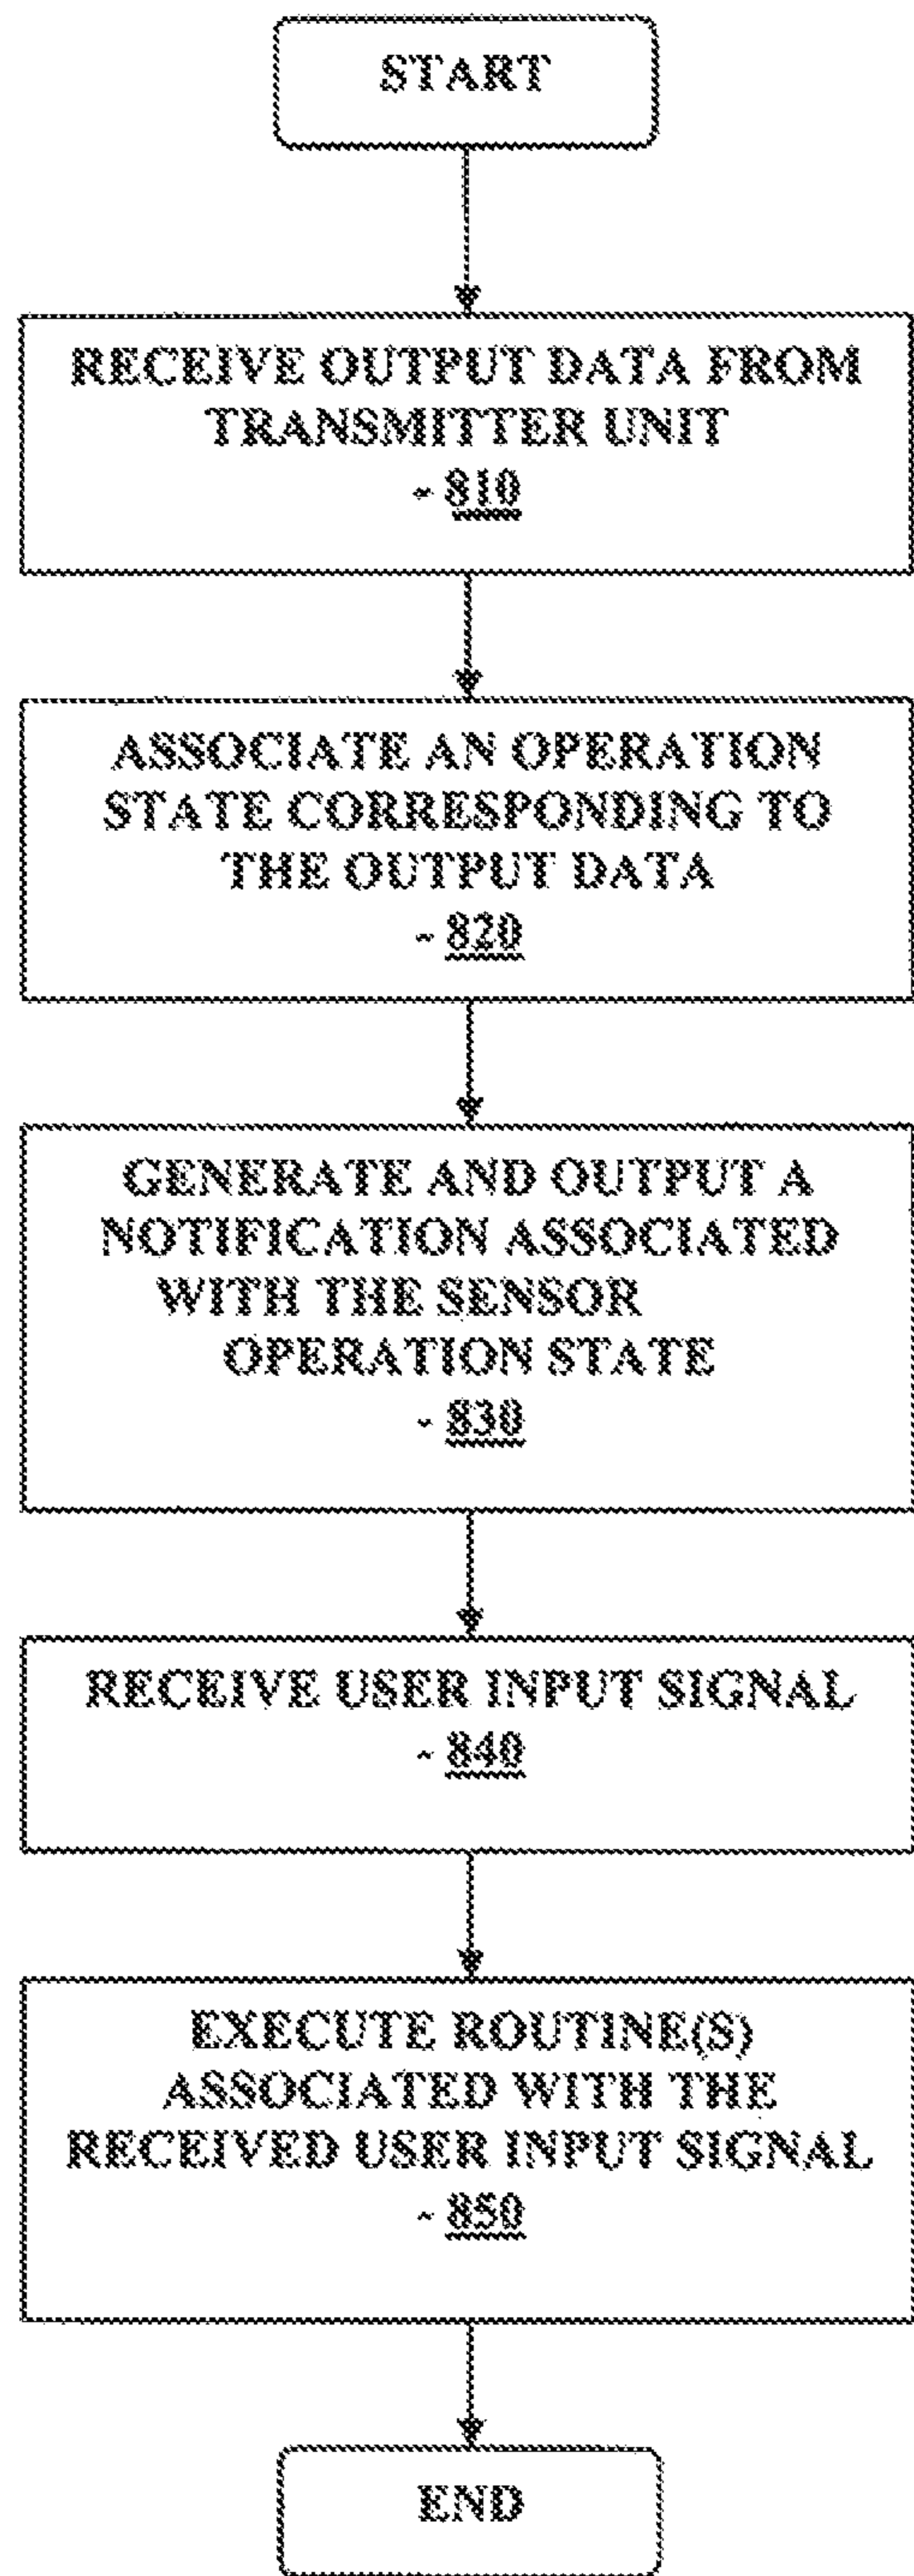 START
RECEIVE OUTPUT DATA FROM
TRANSMITTER UNIT
- 810
ASSOCIATE AN OPERATION
STATE CORRESPONDING TO
THE OUTPUT DATA
- 820
GENERATE AND OUTPUT A
NOTIFICATION ASSOCIATED
WITH THE SENSOR
OPERATION STATE
- 830
RECEIVE USER INPUT SIGNAL
- 840
EXECUTE ROUTINE(S)
ASSOCIATED WITH THE
RECEIVED USER INPUT SIGNAL
- 850
END